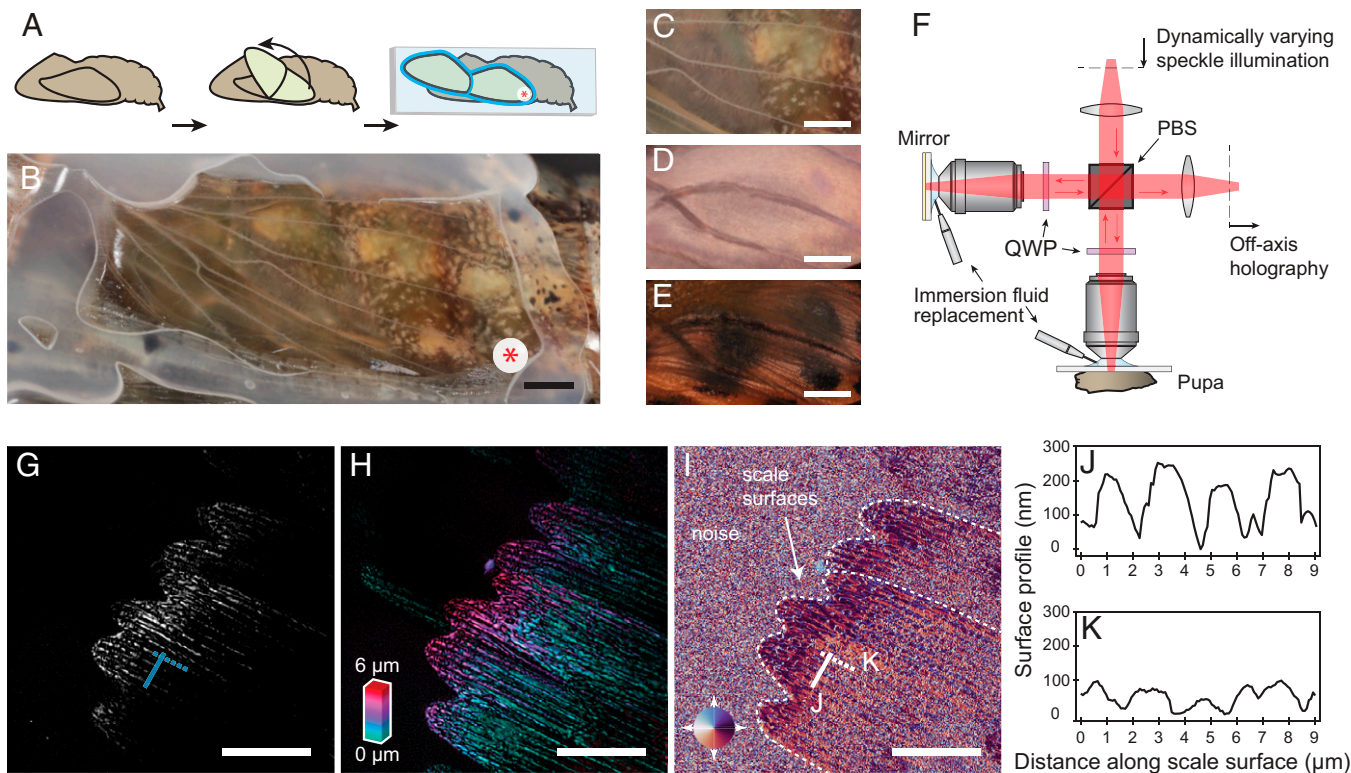 A
*
B
*
C
D
E
F
Dynamically varying
speckle illumination
Mirror
PBS
QWP
Off-axis
holography
Immersion fluid
replacement
Pupa
G
H
6 μm
0 μm
I
scale
surfaces
noise
K
J
J
300
200
100
0
0 1 2 3 4 5 6 7 8 9
K
300
200
100
0
0 1 2 3 4 5 6 7 8 9
Surface profile (nm)
Distance along scale surface (μm)